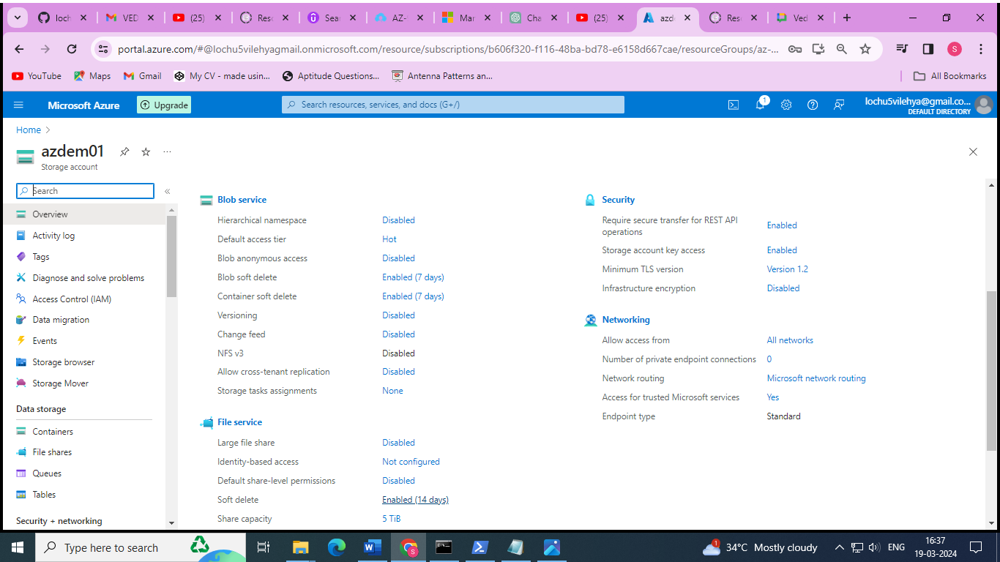 loch
VED
(25)
Reso
Sear
AZ-
Mar
Cha
(25)
azde
Reso
Ved
portal.azure.com/#@lochu5vilehyagmail.onmicrosoft.com/resource/subscriptions/b606f320-f116-48ba-bd78-e6158d667cae/resourceGroups/az-...
S
YouTube
Maps
Gmail
My CV - made usin...
Aptitude Questions...
Antenna Patterns an...
All Bookmarks
Microsoft Azure
Upgrade
Search resources, services, and docs (G+/)
1
lochu5vilehya@gmail.co...
DEFAULT DIRECTORY
Home >
azdem01
...
Storage account
Search
«
Overview
Activity log
Tags
Diagnose and solve problems
Access Control (IAM)
Data migration
Events
Storage browser
Storage Mover
Data storage
Containers
File shares
Queues
Tables
Security + networking
Blob service
Hierarchical namespace Disabled
Default access tier Hot
Blob anonymous access Disabled
Blob soft delete Enabled (7 days)
Container soft delete Enabled (7 days)
Versioning Disabled
Change feed Disabled
NFS v3 Disabled
Allow cross-tenant replication Disabled
Storage tasks assignments None
File service
Large file share Disabled
Identity-based access Not configured
Default share-level permissions Disabled
Soft delete Enabled (14 days)
Share capacity 5 TiB
Security
Require secure transfer for REST API
operations Enabled
Storage account key access Enabled
Minimum TLS version Version 1.2
Infrastructure encryption Disabled
Networking
Allow access from All networks
Number of private endpoint connections 0
Network routing Microsoft network routing
Access for trusted Microsoft services Yes
Endpoint type Standard
Type here to search
1
34°C Mostly cloudy
ENG
16:37
19-03-2024